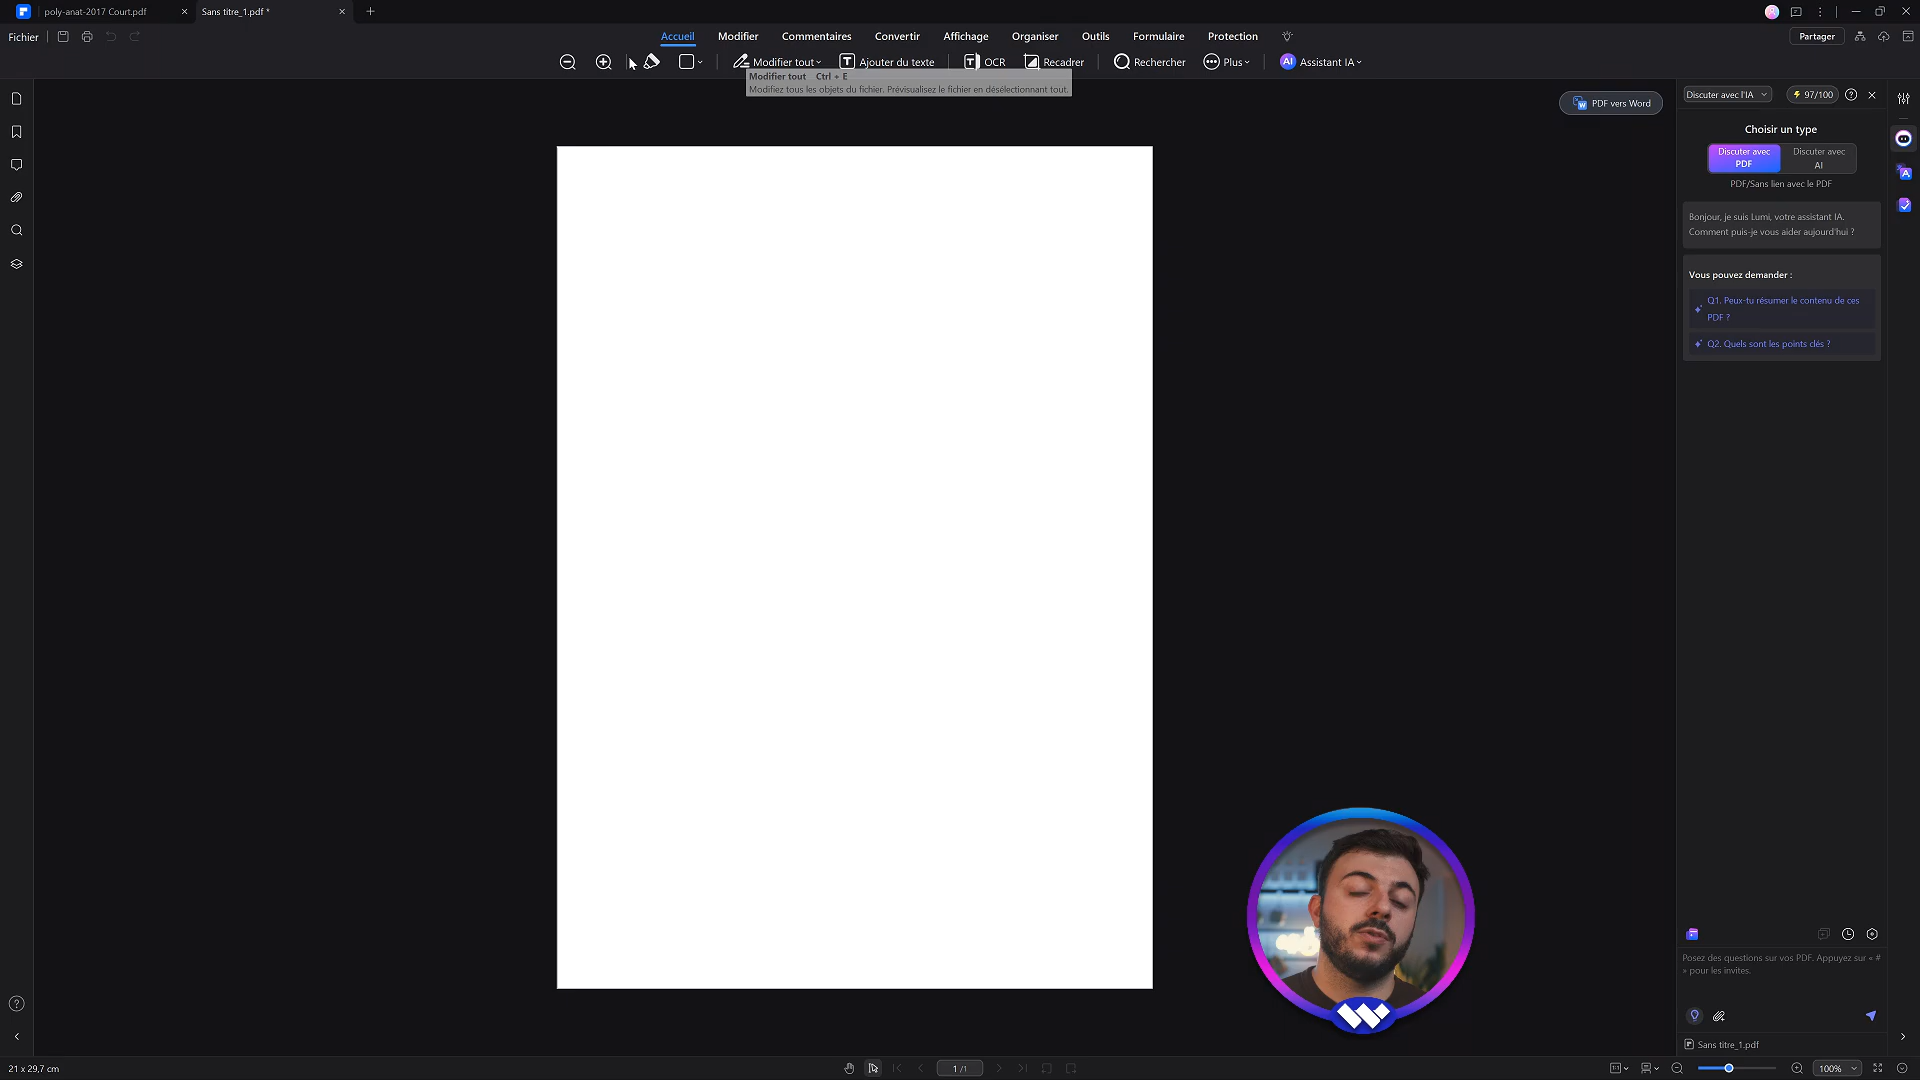 poly-anat-2017 Court.pdf
Sans titre_1.pdf *
Fichier
Accueil
Modifier
Commentaires
Convertir
Affichage
Organiser
Outils
Formulaire
Protection
Partager
Modifier tout
Ajouter du texte
OCR
Recadrer
Rechercher
Plus
Assistant IA
Modifier tout Ctrl + E
Modifiez tous les objets du fichier. Prévisualisez le fichier en désélectionnant tout.
PDF vers Word
Discuter avec l'IA
97/100
Choisir un type
Discuter avec
PDF
Discuter avec
AI
PDF/Sans lien avec le PDF
Bonjour, je suis Lumi, votre assistant IA.
Comment puis-je vous aider aujourd'hui ?
Vous pouvez demander :
Q1. Peux-tu résumer le contenu de ces
PDF ?
Q2. Quels sont les points clés ?
Posez des questions sur vos PDF. Appuyez sur « #
» pour les invites.
Sans titre_1.pdf
21 x 29,7 cm
1 /1
100%